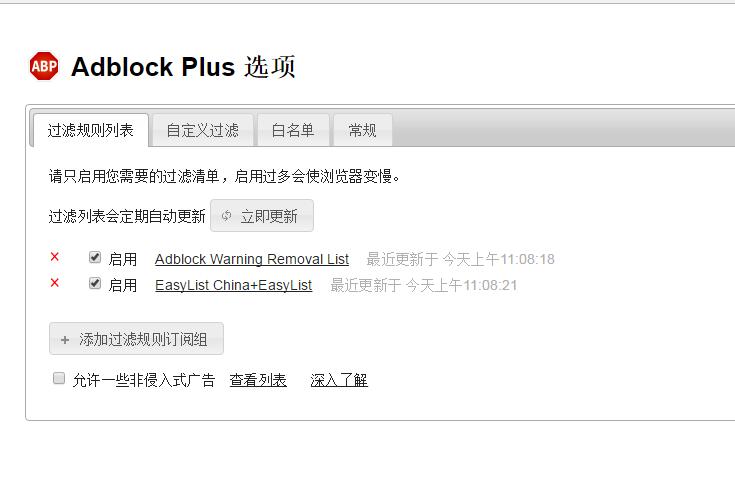 ABP Adblock Plus 选项
过滤规则列表 自定义过滤 白名单 常规
请只启用您需要的过滤清单，启用过多会使浏览器变慢。
过滤列表会定期自动更新 立即更新
启用 Adblock Warning Removal List 最近更新于 今天上午11:08:18
启用 EasyList China+EasyList 最近更新于 今天上午11:08:21
+ 添加过滤规则订阅组
允许一些非侵入式广告 查看列表 深入了解